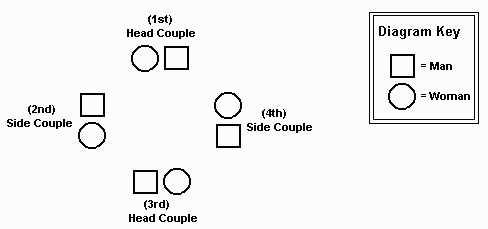 (1st)
Head Couple
(2nd)
Side Couple
(4th)
Side Couple
(3rd)
Head Couple
Diagram Key
= Man
= Woman